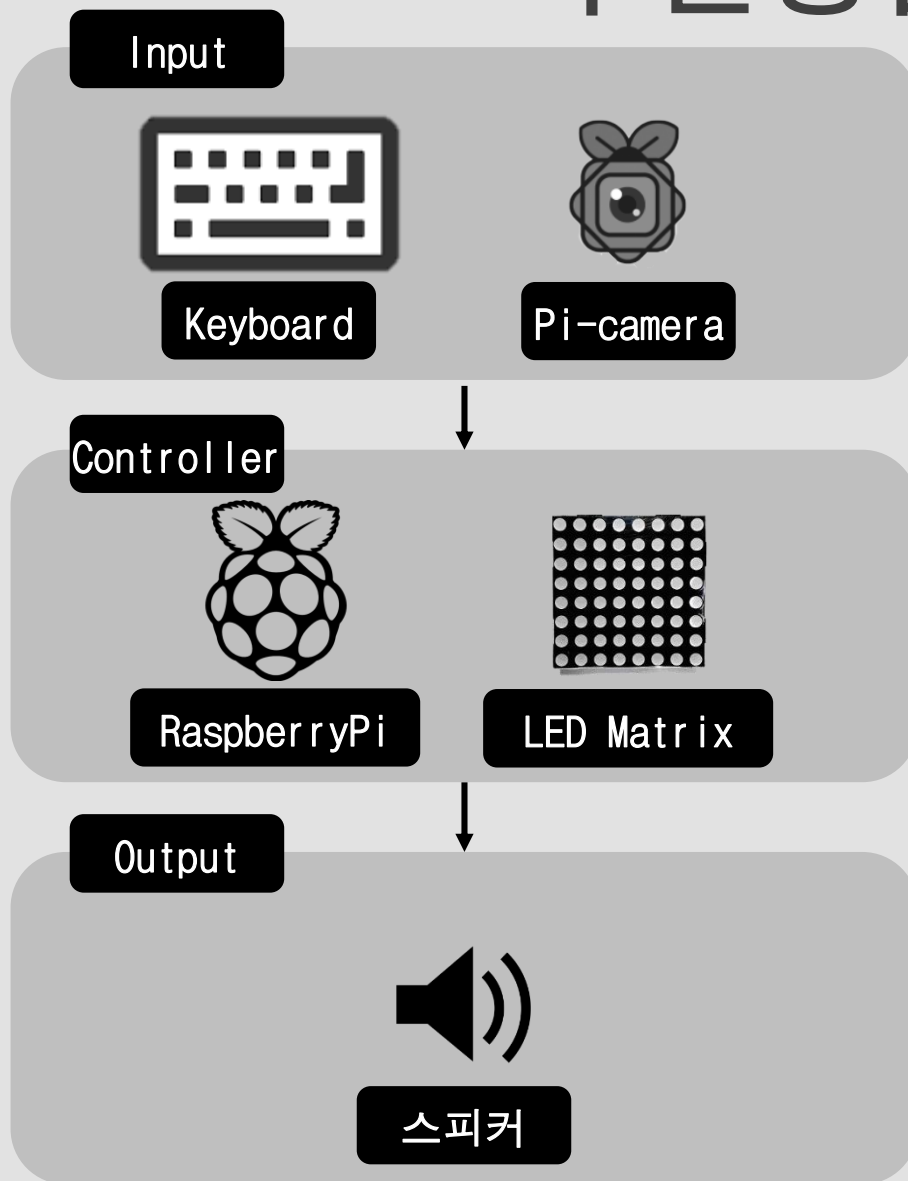 Input
Keyboard
Pi-camera
Controller
RaspberryPi
LED Matrix
Output
스피커